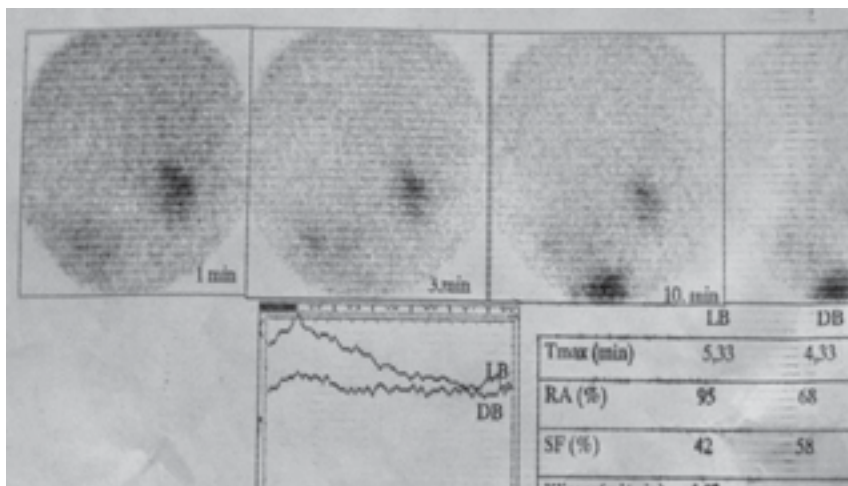 1 min
3.min
10. min
LB
DB
LB DB
Tmax (min) 5,33 4,33
RA (%) 95 68
SF (%) 42 58